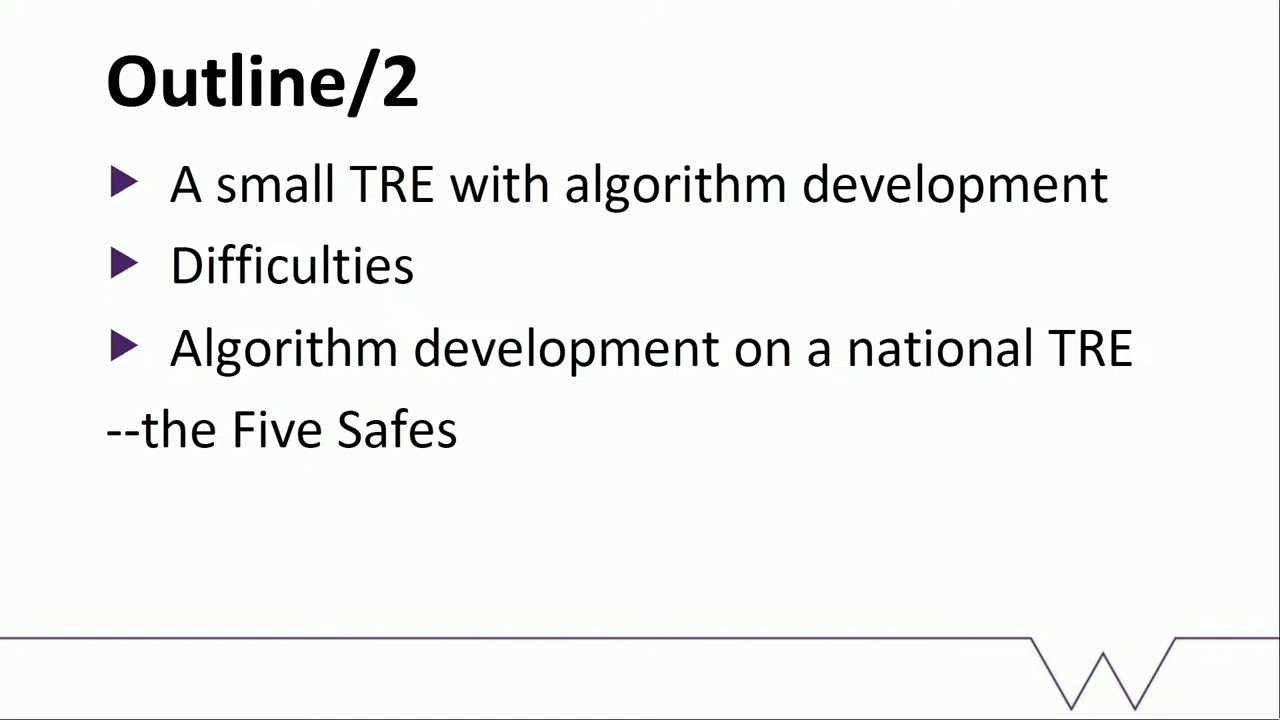 Outline/2
A small TRE with algorithm development
Difficulties
Algorithm development on a national TRE
--the Five Safes